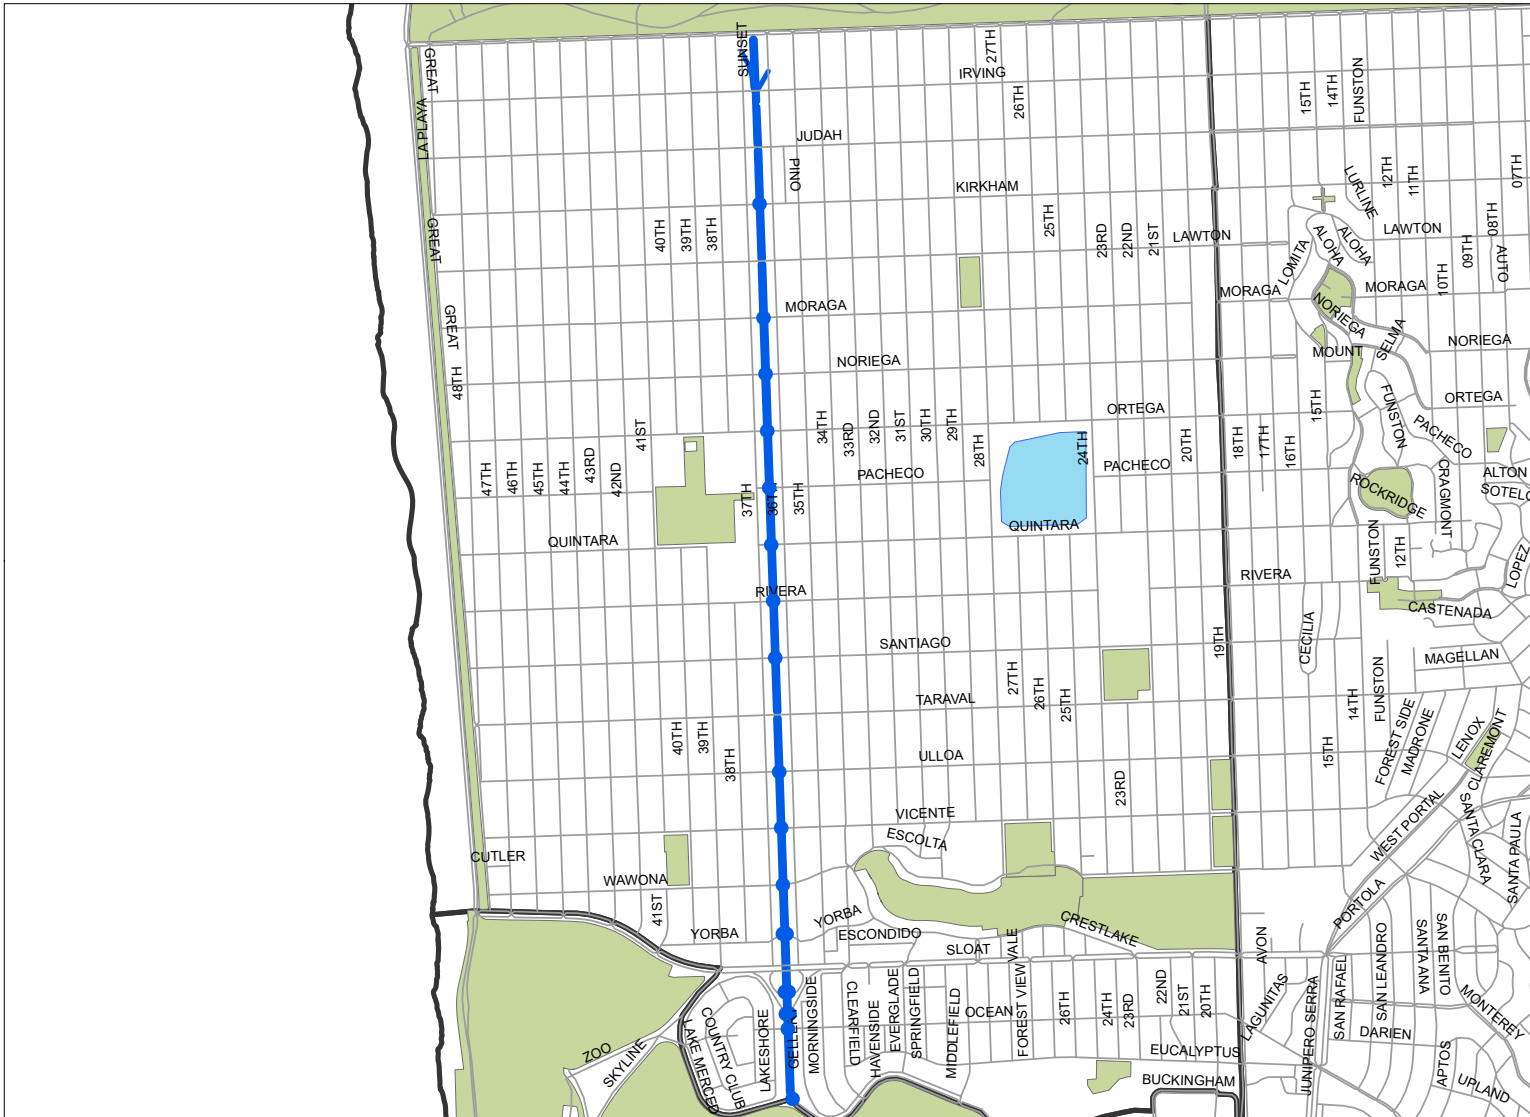 GREAT
SUNSET
27TH
IRVING
26TH
15TH
14TH
FUNSTON
LA PLAYA
JUDAH
PINO
KIRKHAM
LURLINE
12TH
11TH
07TH
GREAT
40TH
39TH
38TH
25TH
23RD
22ND
21ST
LAWTON
LOMITA
ALOHA
ALOHA
LAWTON
08TH
09TH
AUTO
10TH
MORAGA
MORAGA
MORAGA
GREAT
NORIEGA
SELMA
MOUNT
NORIEGA
NORIEGA
48TH
ORTEGA
15TH
FUNSTON
ORTEGA
41ST
34TH
33RD
32ND
31ST
30TH
29TH
28TH
24TH
20TH
18TH
17TH
16TH
PACHECO
47TH
46TH
45TH
44TH
43RD
42ND
37TH
36TH
35TH
PACHECO
PACHECO
ROCKRIDGE
CRAGMONT
ALTON
SOTELO
QUINTARA
QUINTARA
FUNSTON
12TH
LOPEZ
RIVERA
RIVERA
CASTENADA
SANTIAGO
19TH
CECILIA
MAGELLAN
27TH
26TH
25TH
TARAVAL
14TH
FUNSTON
FOREST SIDE
MADRONE
LENOX
CLAREMONT
40TH
39TH
38TH
ULLOA
23RD
15TH
VICENTE
ESCOLTA
WEST PORTAL
SANTA CLARA
SANTA PAULA
CUTLER
WAWONA
41ST
YORBA
YORBA
ESCONDIDO
SLOAT
VALE
CRESTLAKE
AVON
PORTOLA
SAN LEANDRO
SANTA ANA
SAN BENITO
SAN RAFAEL
MONTEREY
COUNTRY CLUB
LAKE MERCED
LAKESHORE
GELLERT
MORNINGSIDE
CLEARFIELD
HAVENSIDE
EVERGLADE
SPRINGFIELD
MIDDLEFIELD
OCEAN
FOREST VIEW
26TH
24TH
23RD
22ND
21ST
20TH
LAGUNITAS
JUNIPERO SERRA
DARIEN
ZOO
SKYLINE
EUCALYPTUS
BUCKINGHAM
APTOS
UPLAND